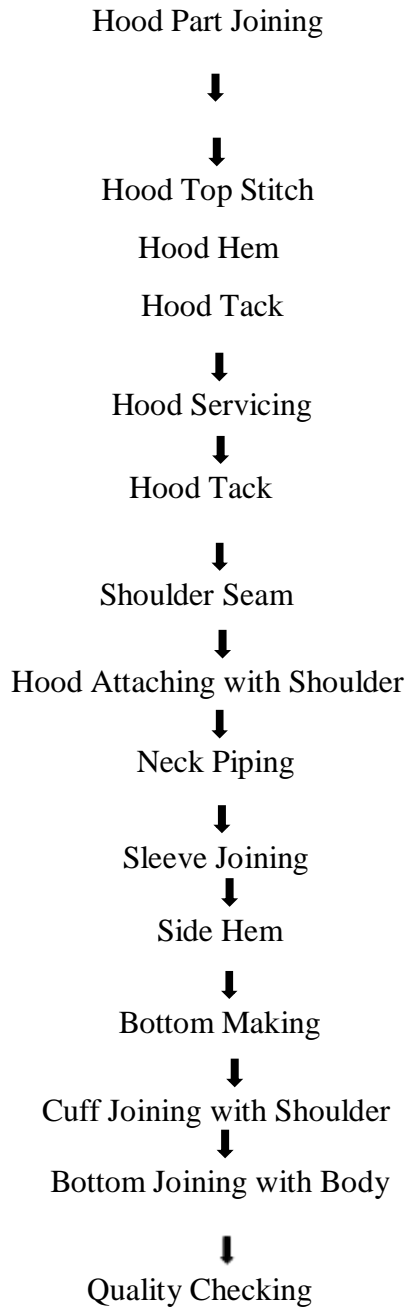 Hood Part Joining
Hood Top Stitch
Hood Hem
Hood Tack
Hood Servicing
Hood Tack
Shoulder Seam
Hood Attaching with Shoulder
Neck Piping
Sleeve Joining
Side Hem
Bottom Making
Cuff Joining with Shoulder
Bottom Joining with Body
Quality Checking